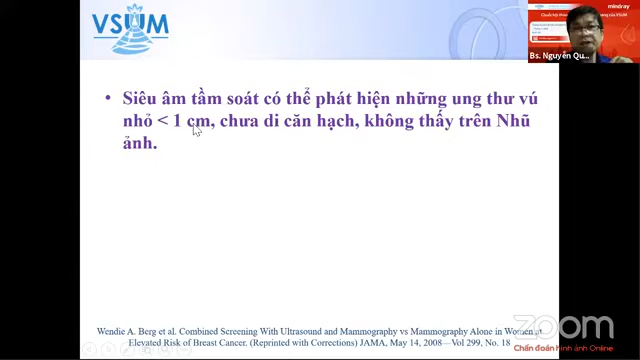 VSUM
mindray
Bs. Nguyễn Qu...
• Siêu âm tầm soát có thể phát hiện những ung thư vú
nhỏ < 1 cm, chưa di căn hạch, không thấy trên Nhũ
ảnh.
Wendie A. Berg et al. Combined Screening With Ultrasound and Mammography vs Mammography Alone in Women at
Elevated Risk of Breast Cancer. (Reprinted with Corrections) JAMA, May 14, 2008—Vol 299, No. 18
zoom
Chẩn đoán hình ảnh Online